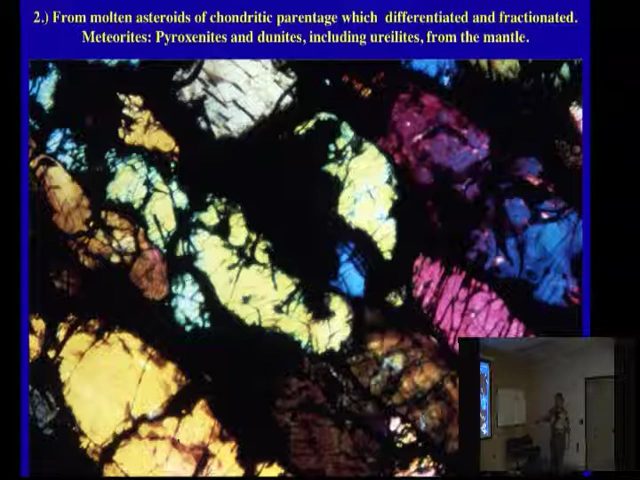 2.) From molten asteroids of chondritic parentage which differentiated and fractionated.
Meteorites: Pyroxenites and dunites, including ureilites, from the mantle.